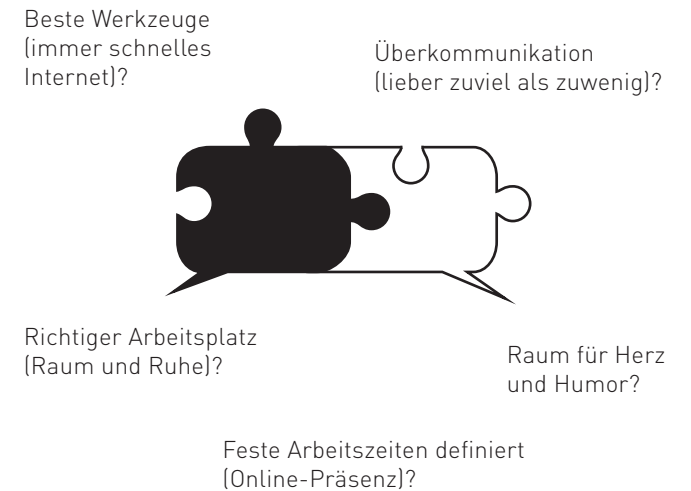 Beste Werkzeuge
(immer schnelles
Internet)?
Überkommunikation
(lieber zuviel als zuwenig)?
Richtiger Arbeitsplatz
(Raum und Ruhe)?
Raum für Herz
und Humor?
Feste Arbeitszeiten definiert
(Online-Präsenz)?